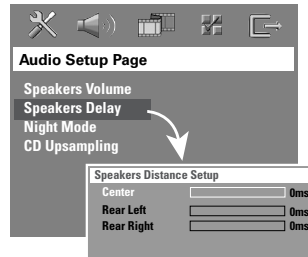 Audio Setup Page
Speakers Volume
Speakers Delay
Night Mode
CD Upsampling
Speakers Distance Setup
Center 0ms
Rear Left 0ms
Rear Right 0ms